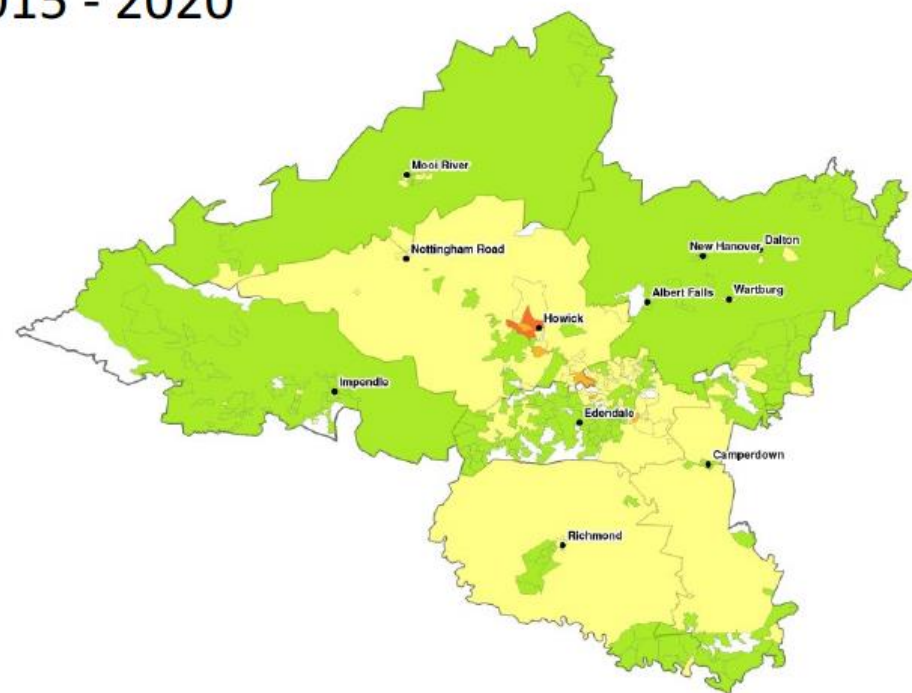 015 - 2020
Mooi River
Nottingham Road
New Hanover
Dalton
Albert Falls
Wartburg
Howick
Impendle
Edendale
Camperdown
Richmond